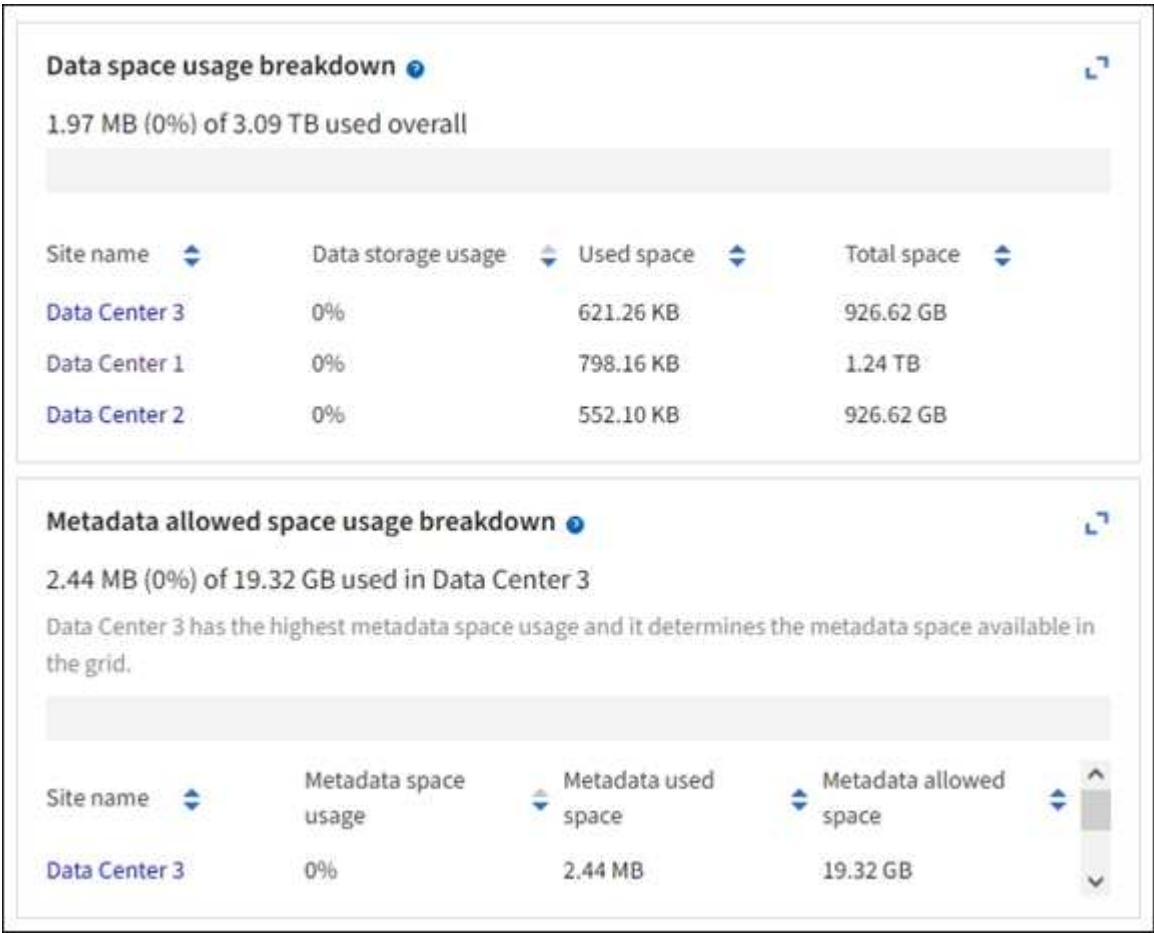 Data space usage breakdown
1.97 MB (0%) of 3.09 TB used overall
Site name Data storage usage Used space Total space
Data Center 3 0% 621.26 KB 926.62 GB
Data Center 1 0% 798.16 KB 1.24 TB
Data Center 2 0% 552.10 KB 926.62 GB
Metadata allowed space usage breakdown
2.44 MB (0%) of 19.32 GB used in Data Center 3
Data Center 3 has the highest metadata space usage and it determines the metadata space available in
the grid.
Site name Metadata space usage Metadata used space Metadata allowed space
Data Center 3 0% 2.44 MB 19.32 GB